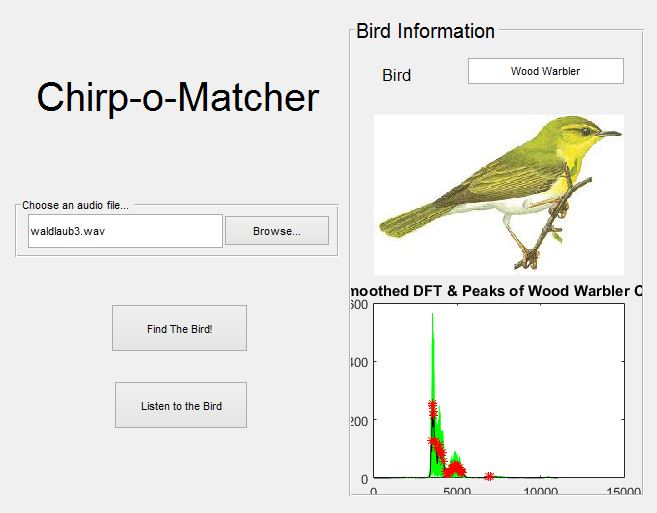 Chirp-o-Matcher
Choose an audio file...
waldlaub3.wav
Browse...
Find The Bird!
Listen to the Bird
Bird Information
Bird
Wood Warbler
moothed DFT & Peaks of Wood Warbler C
600
400
200
0
0 5000 10000 15000